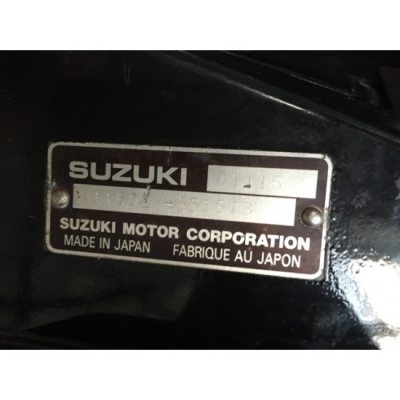 SUZUKI
SUZUKI MOTOR CORPORATION
MADE IN JAPAN FABRIQUE AU JAPON